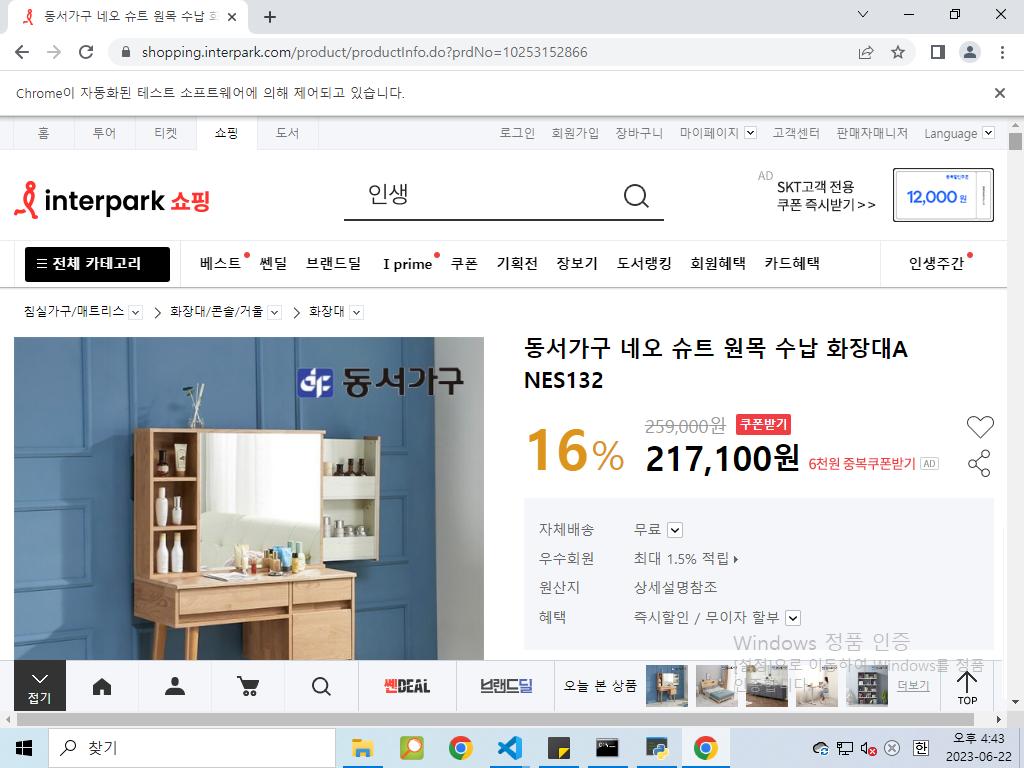 동서가구 네오 슈트 원목 수납 화
shopping.interpark.com/product/productInfo.do?prdNo=10253152866
Chrome이 자동화된 테스트 소프트웨어에 의해 제어되고 있습니다.
홈 투어 티켓 쇼핑 도서 로그인 회원가입 장바구니 마이페이지 고객센터 판매자매니저 Language
interpark 쇼핑
인생
AD SKT고객 전용
쿠폰 즉시받기>>
12,000원
전체 카테고리 베스트 쎈딜 브랜드딜 I prime 쿠폰 기획전 장보기 도서랭킹 회원혜택 카드혜택 인생주간
침실가구/매트리스 > 화장대/콘솔/거울 > 화장대
동서가구
동서가구 네오 슈트 원목 수납 화장대A
NES132
16%
259,000원 쿠폰받기
217,100원 6천원 중복쿠폰받기 AD
자체배송 무료
우수회원 최대 1.5% 적립
원산지 상세설명참조
혜택 즉시할인 / 무이자 할부
Windows 정품 인증
[설정]으로 이동하여 Windows를 정품
인증합니다.
접기
쎈DEAL
브랜드딜
오늘 본 상품
더보기
TOP
찾기
한
오후 4:43
2023-06-22